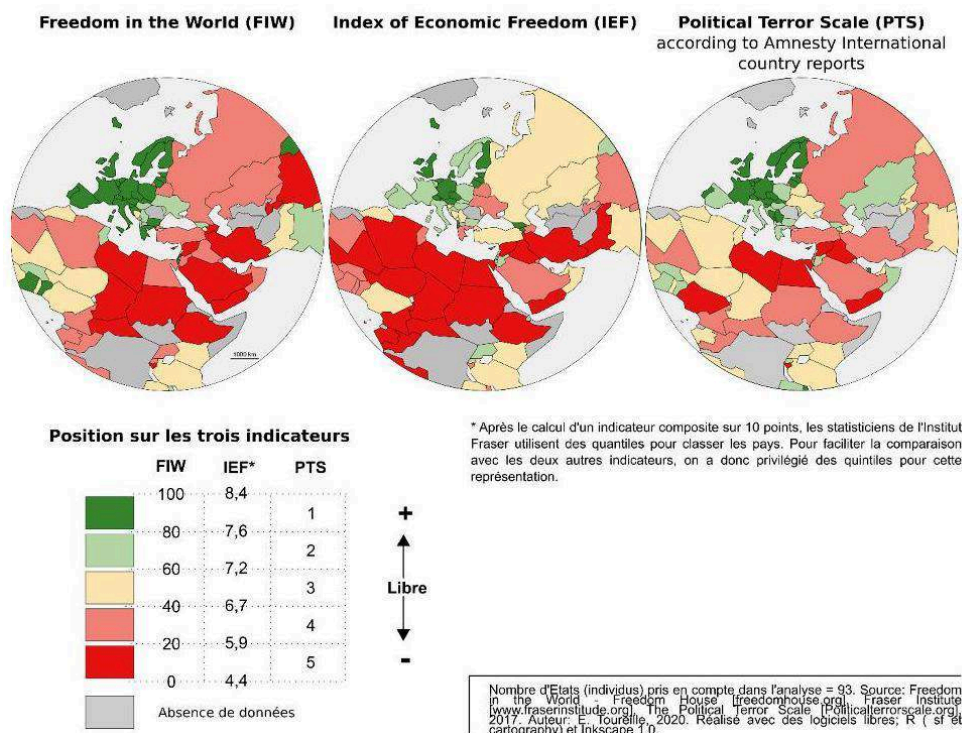 Freedom in the World (FIW)
Index of Economic Freedom (IEF)
Political Terror Scale (PTS)
according to Amnesty International
country reports
1000 km
Position sur les trois indicateurs
FIW IEF* PTS
100 8,4
1
80 7,6
2
60 7,2
3
40 6,7
4
20 5,9
5
0 4,4
Absence de données
+
Libre
-
* Après le calcul d'un indicateur composite sur 10 points, les statisticiens de l'Institut
Fraser utilisent des quantiles pour classer les pays. Pour faciliter la comparaison
avec les deux autres indicateurs, on a donc privilégié des quintiles pour cette
représentation.
Nombre d'Etats (individus) pris en compte dans l'analyse = 93. Source: Freedom
in the World - Freedom House [freedomhouse.org], Fraser Institute
[www.fraserinstitude.org], The Political Terror Scale [Politicalterrorscale.org],
2017. Auteur: E. Toureille, 2020. Réalisé avec des logiciels libres; R ( sf et
cartography) et Inkscape 1.0.